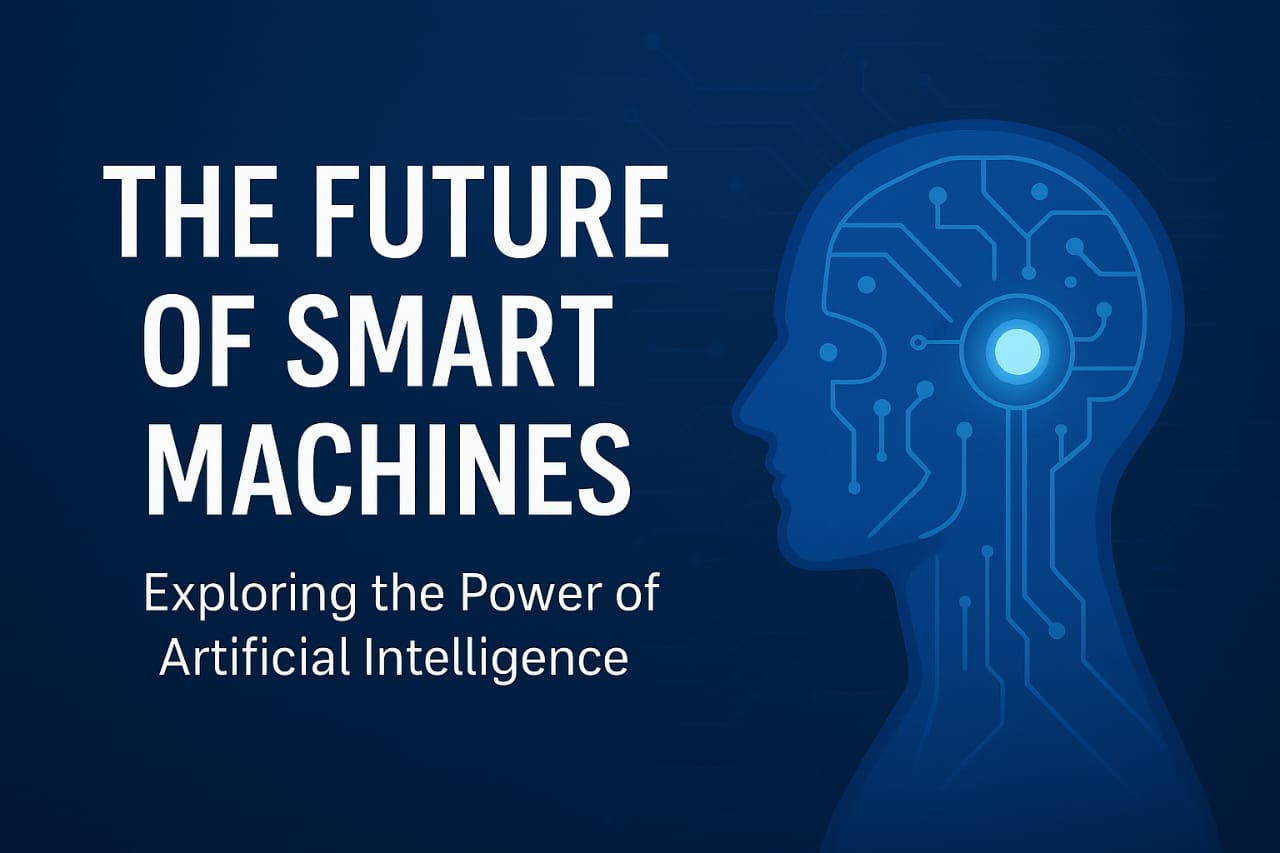 THE FUTURE
OF SMART
MACHINES
Exploring the Power of
Artificial Intelligence